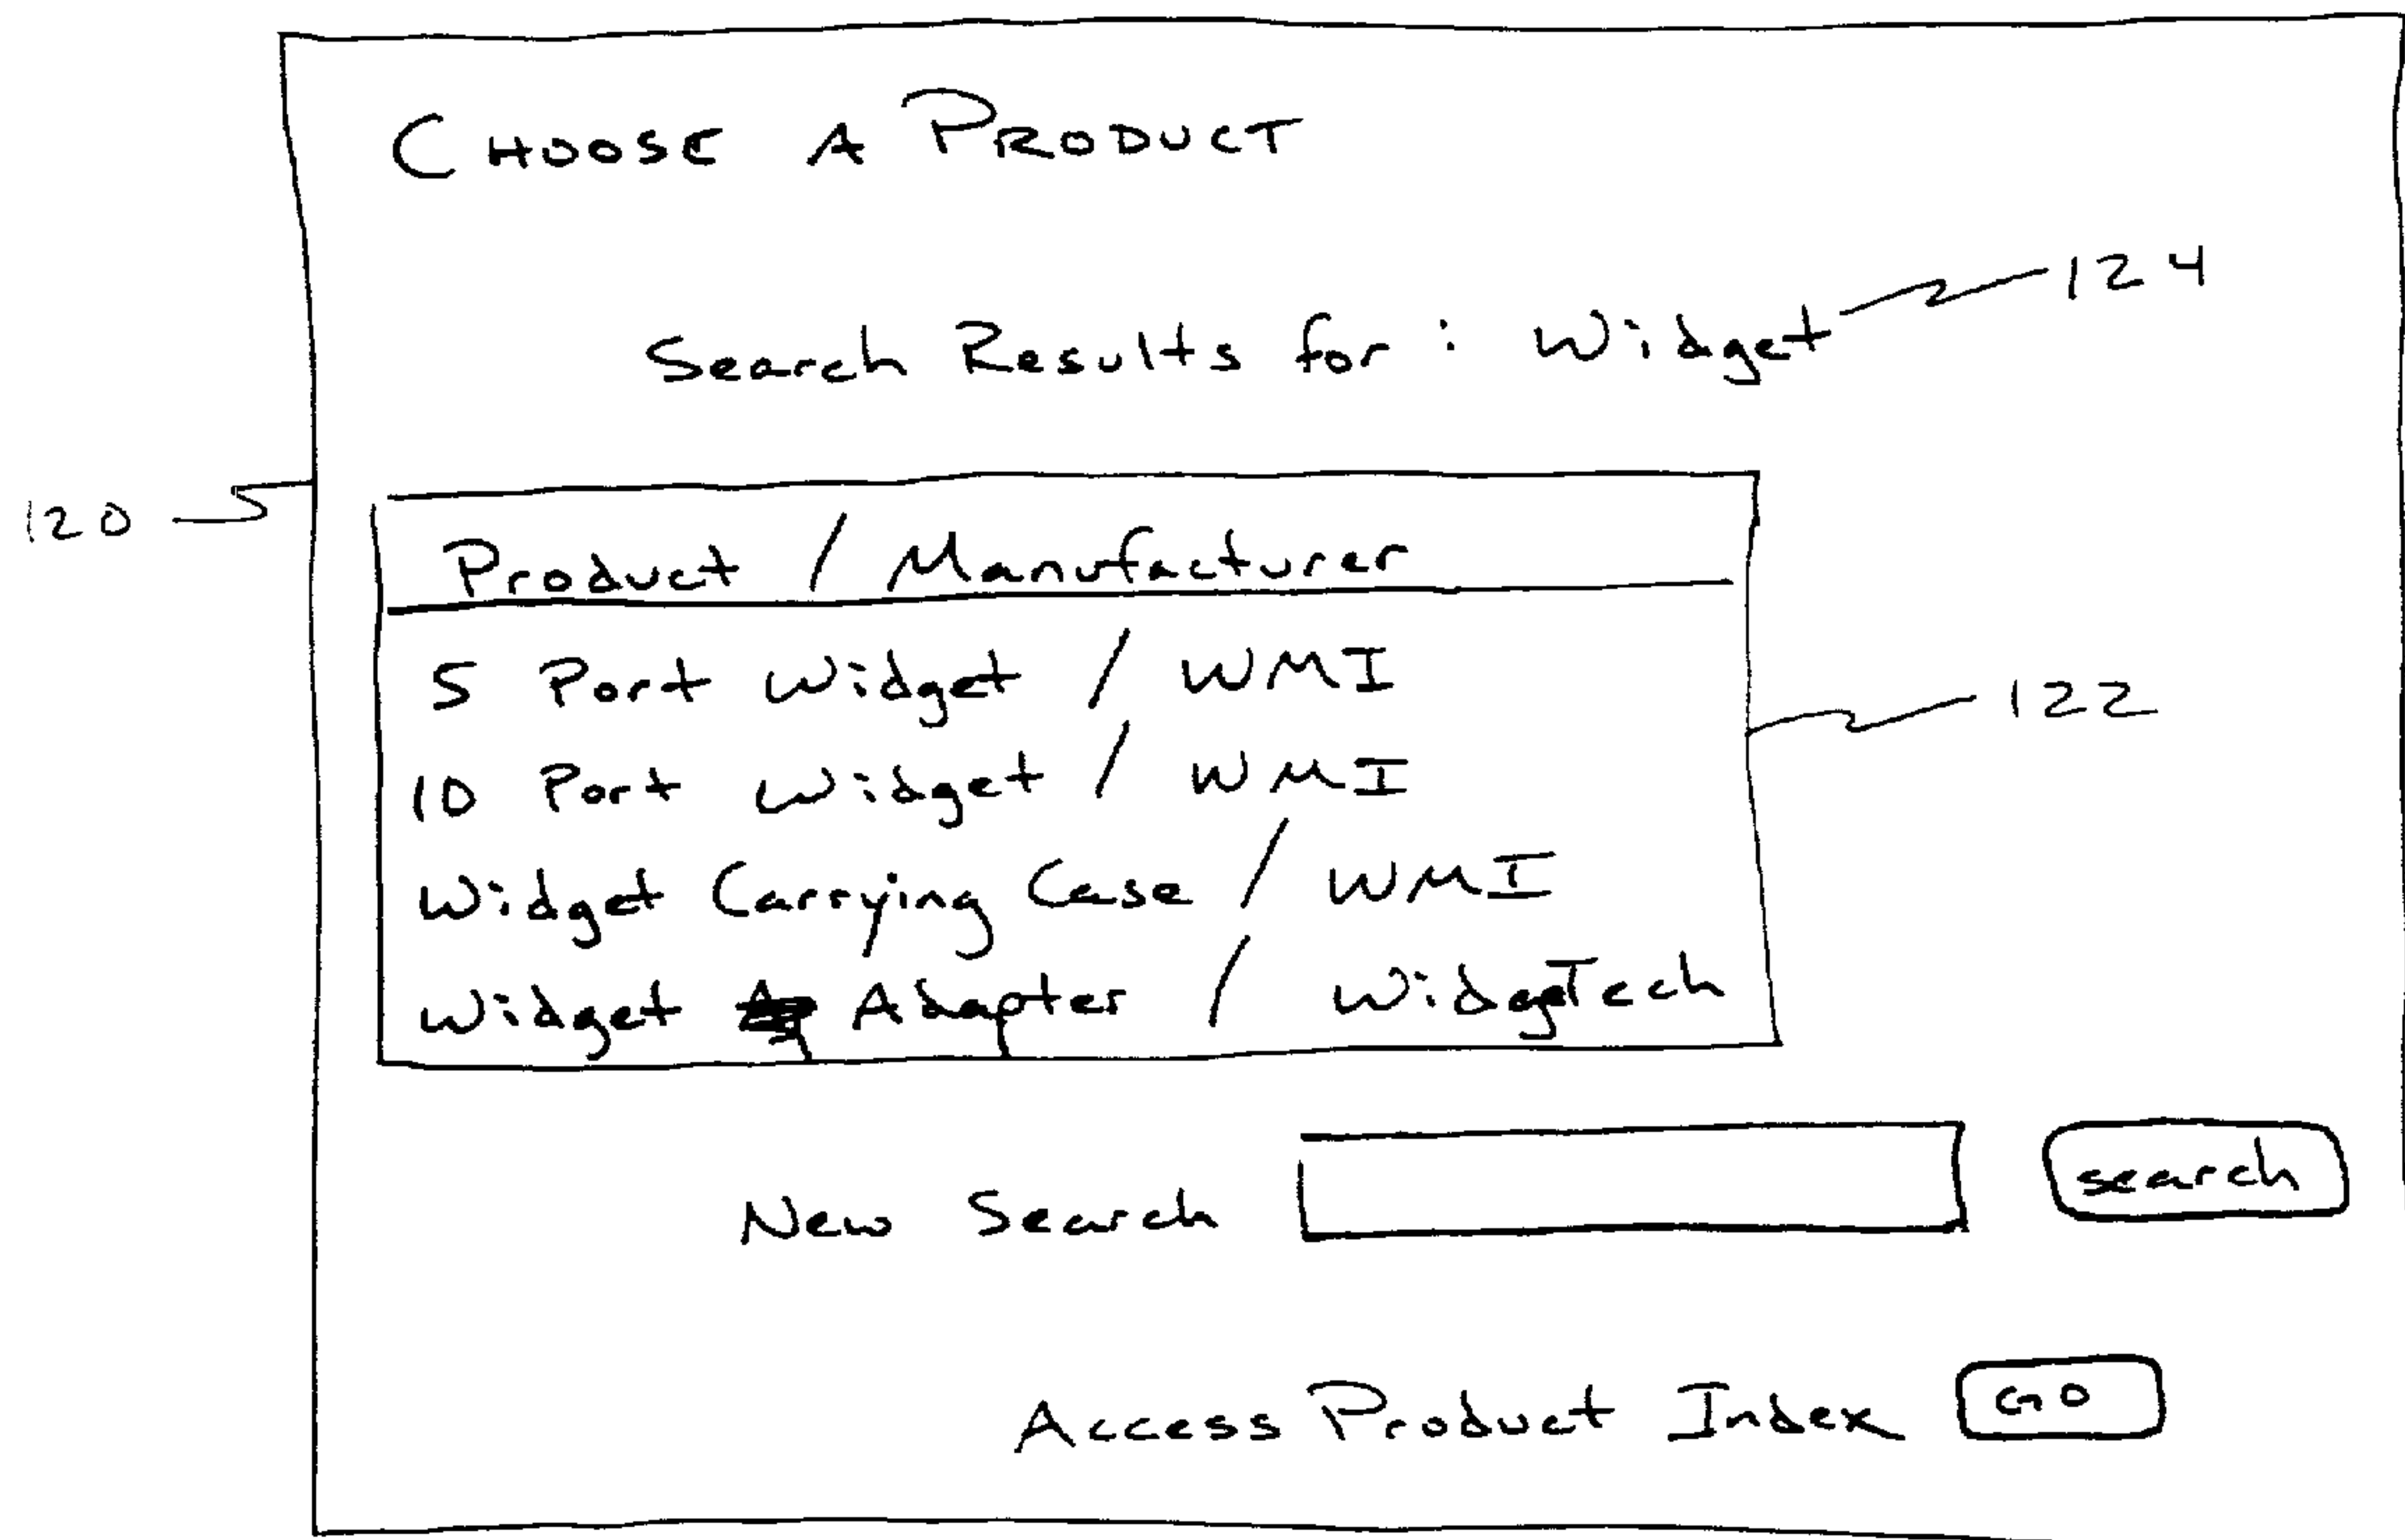 CHOOSE A PRODUCT
124
Search Results for : Widget
120
Product / Manufacturer
5 Port Widget / WMI
122
10 Port Widget / WMI
Widget Carrying Case / WMI
Widget Adapter / WidgeTech
New Search search
Access Product Index GO